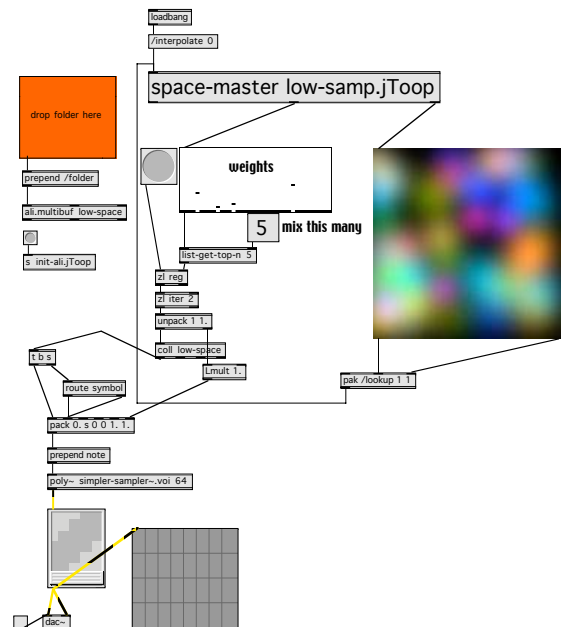 loadbang
/interpolate 0
space-master low-samp.jToop
drop folder here
weights
prepend /folder
ali.multibuf low-space
5
mix this many
s init-ali.jToop
list-get-top-n 5
zl reg
zl iter 2
unpack 1 1.
t b s
coll low-space
Lmult 1.
route symbol
pak /lookup 1 1
pack 0. s 0 0 1. 1.
prepend note
poly~ simpler-sampler~.voi 64
dac~